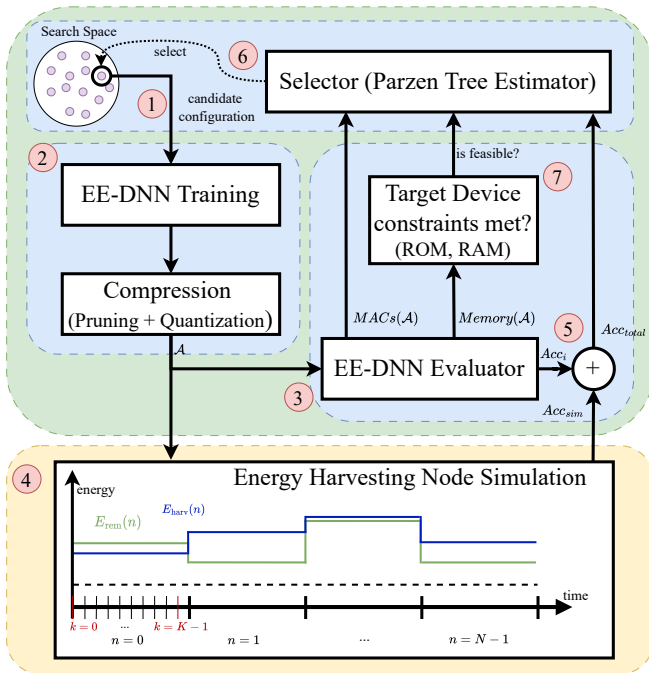 Search Space
select
6
Selector (Parzen Tree Estimator)
1
candidate
configuration
2
EE-DNN Training
is feasible?
7
Target Device
constraints met?
(ROM, RAM)
Compression
(Pruning + Quantization)
MACs(𝒜)
Memory(𝒜)
5
Acc_total
𝒜
3
EE-DNN Evaluator
Acc_i
+
Acc_sim
4
Energy Harvesting Node Simulation
energy
E_rem(n)
E_harv(n)
time
k = 0
...
k = K − 1
n = 0
n = 1
...
n = N − 1